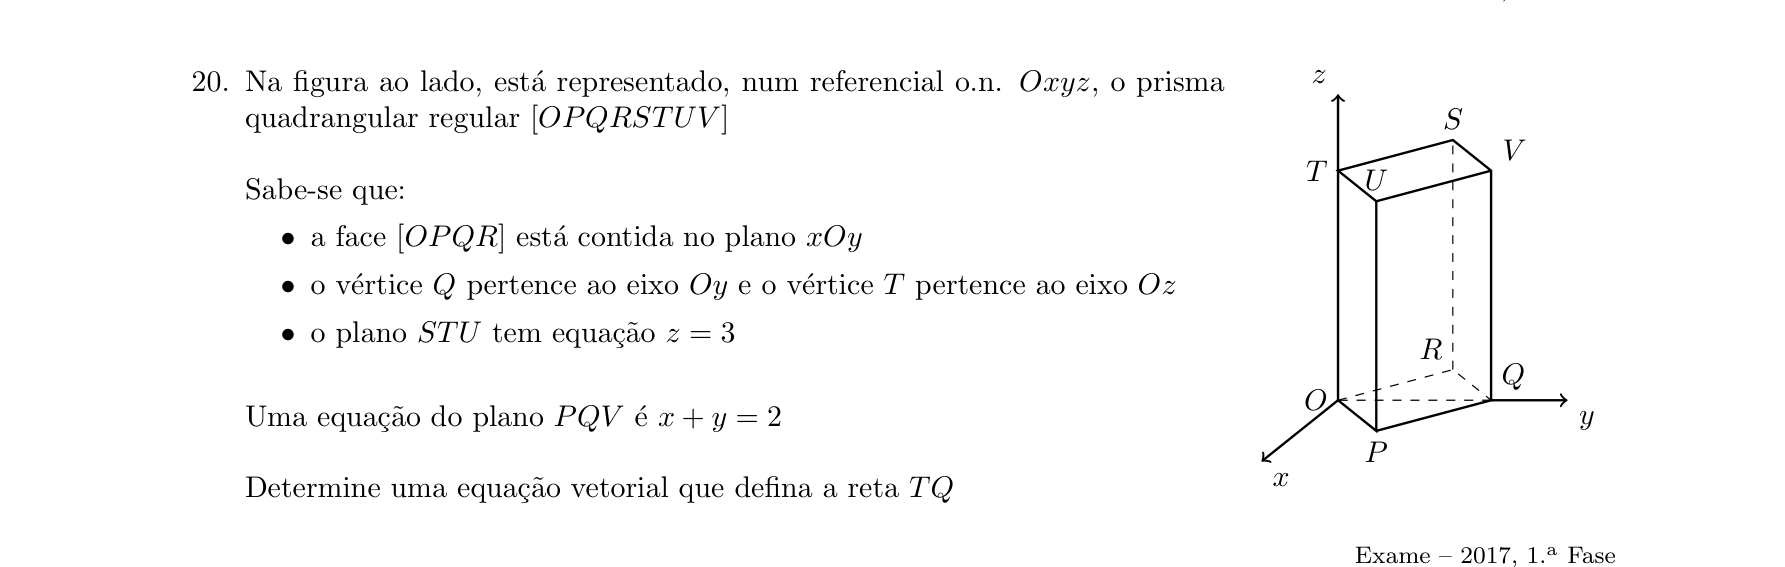 20. Na figura ao lado, está representado, num referencial o.n. Oxyz, o prisma
quadrangular regular [OPQRSTUV]
Sabe-se que:
• a face [OPQR] está contida no plano xOy
• o vértice Q pertence ao eixo Oy e o vértice T pertence ao eixo Oz
• o plano STU tem equação z = 3
Uma equação do plano PQV é x + y = 2
Determine uma equação vetorial que defina a reta TQ
z
S
V
T
U
R
Q
O
y
P
x
Exame – 2017, 1.ª Fase